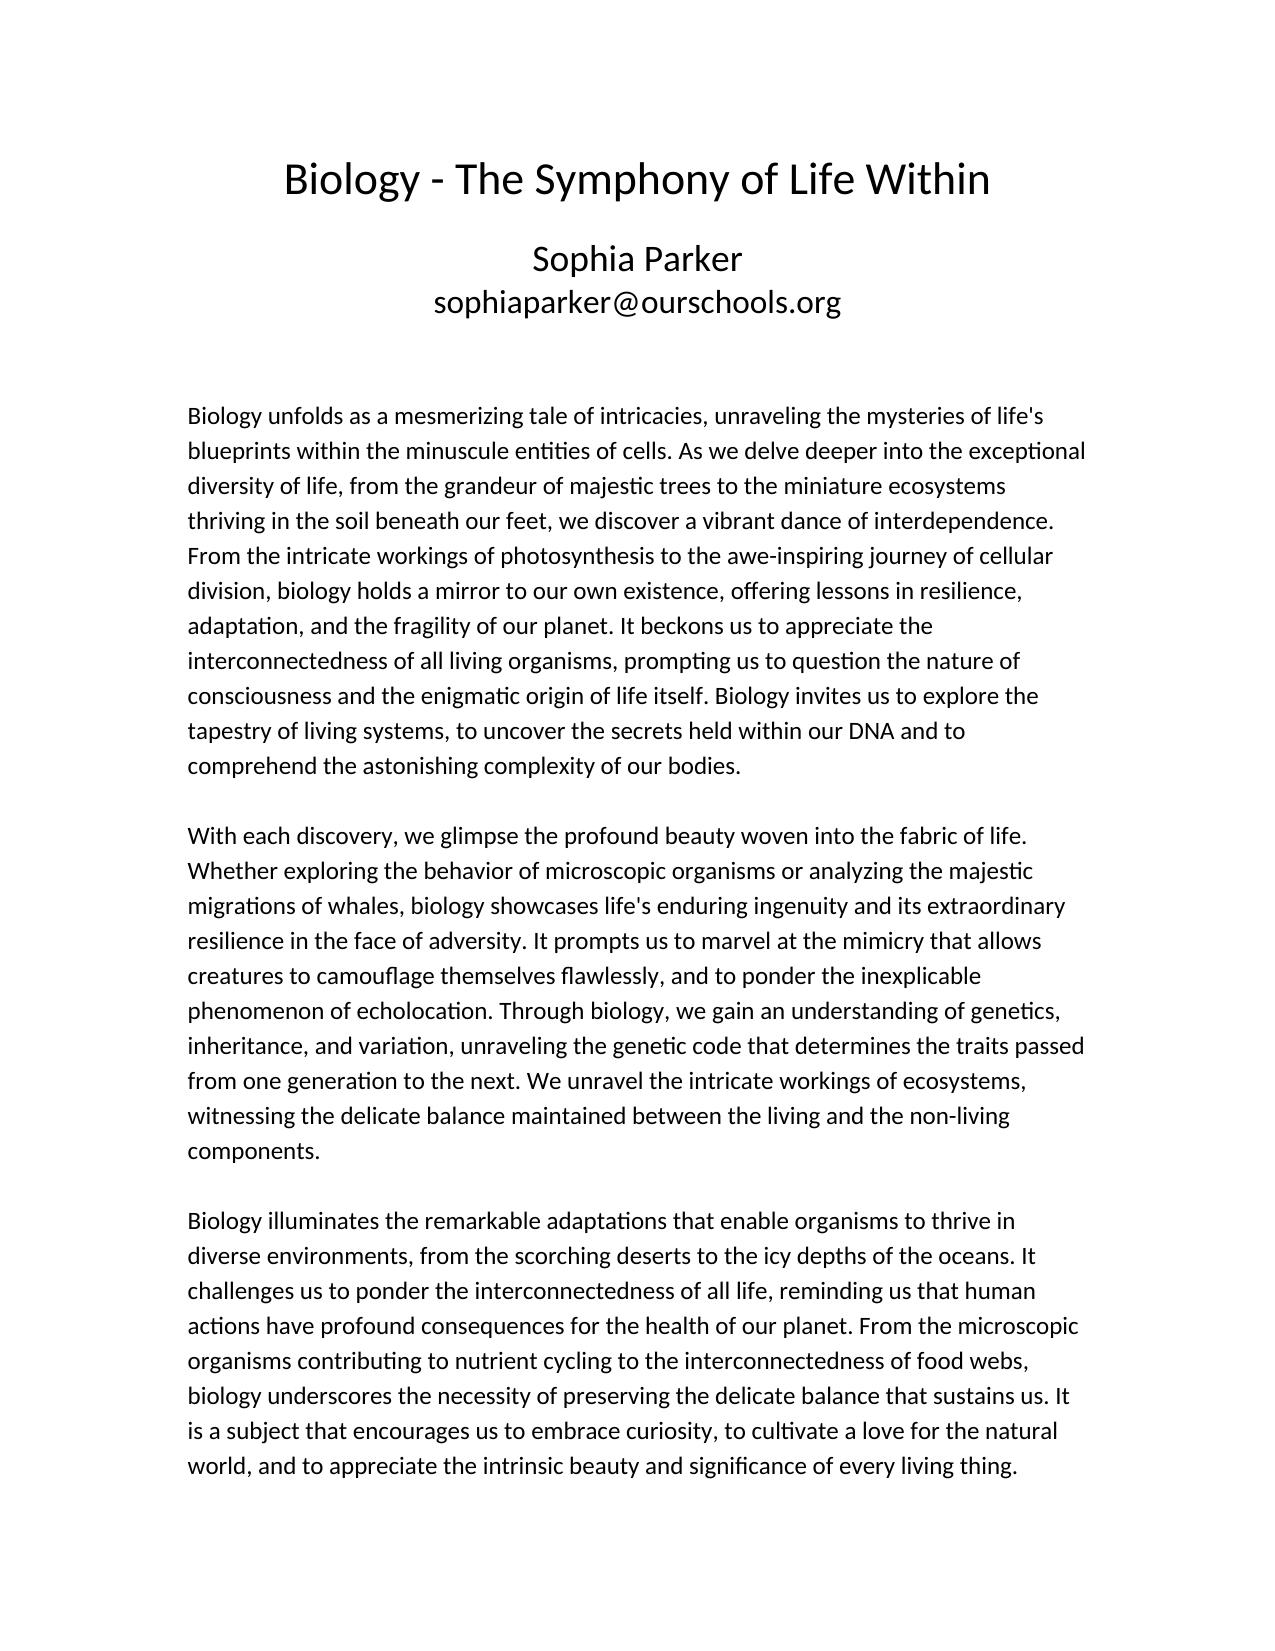 Biology - The Symphony of Life Within
Sophia Parker
sophiaparker@ourschools.org
Biology unfolds as a mesmerizing tale of intricacies, unraveling the mysteries of life's
blueprints within the minuscule entities of cells. As we delve deeper into the exceptional
diversity of life, from the grandeur of majestic trees to the miniature ecosystems
thriving in the soil beneath our feet, we discover a vibrant dance of interdependence.
From the intricate workings of photosynthesis to the awe-inspiring journey of cellular
division, biology holds a mirror to our own existence, offering lessons in resilience,
adaptation, and the fragility of our planet. It beckons us to appreciate the
interconnectedness of all living organisms, prompting us to question the nature of
consciousness and the enigmatic origin of life itself. Biology invites us to explore the
tapestry of living systems, to uncover the secrets held within our DNA and to
comprehend the astonishing complexity of our bodies.
With each discovery, we glimpse the profound beauty woven into the fabric of life.
Whether exploring the behavior of microscopic organisms or analyzing the majestic
migrations of whales, biology showcases life's enduring ingenuity and its extraordinary
resilience in the face of adversity. It prompts us to marvel at the mimicry that allows
creatures to camouflage themselves flawlessly, and to ponder the inexplicable
phenomenon of echolocation. Through biology, we gain an understanding of genetics,
inheritance, and variation, unraveling the genetic code that determines the traits passed
from one generation to the next. We unravel the intricate workings of ecosystems,
witnessing the delicate balance maintained between the living and the non-living
components.
Biology illuminates the remarkable adaptations that enable organisms to thrive in
diverse environments, from the scorching deserts to the icy depths of the oceans. It
challenges us to ponder the interconnectedness of all life, reminding us that human
actions have profound consequences for the health of our planet. From the microscopic
organisms contributing to nutrient cycling to the interconnectedness of food webs,
biology underscores the necessity of preserving the delicate balance that sustains us. It
is a subject that encourages us to embrace curiosity, to cultivate a love for the natural
world, and to appreciate the intrinsic beauty and significance of every living thing.